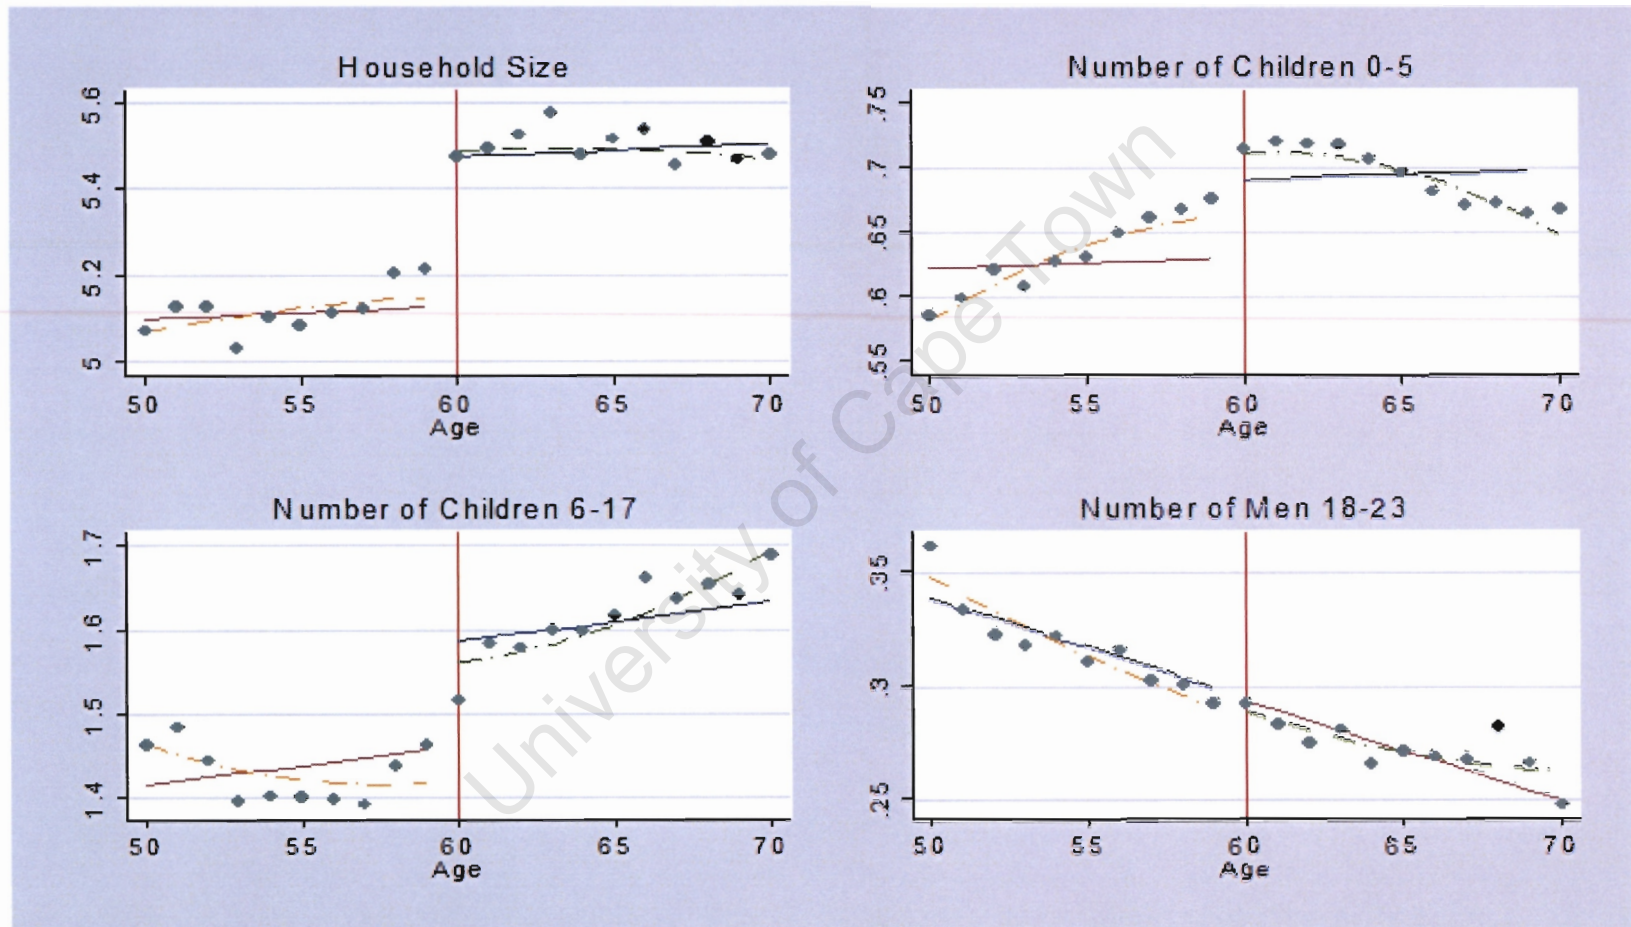 Household Size
5 5.2 5.4 5.6
50 55 60 65 70
Age
Number of Children 0-5
.55 .6 .65 .7 .75
50 55 60 65 70
Age
Number of Children 6-17
1.4 1.5 1.6 1.7
50 55 60 65 70
Age
Number of Men 18-23
.25 .3 .35
50 55 60 65 70
Age
University of Cape Town